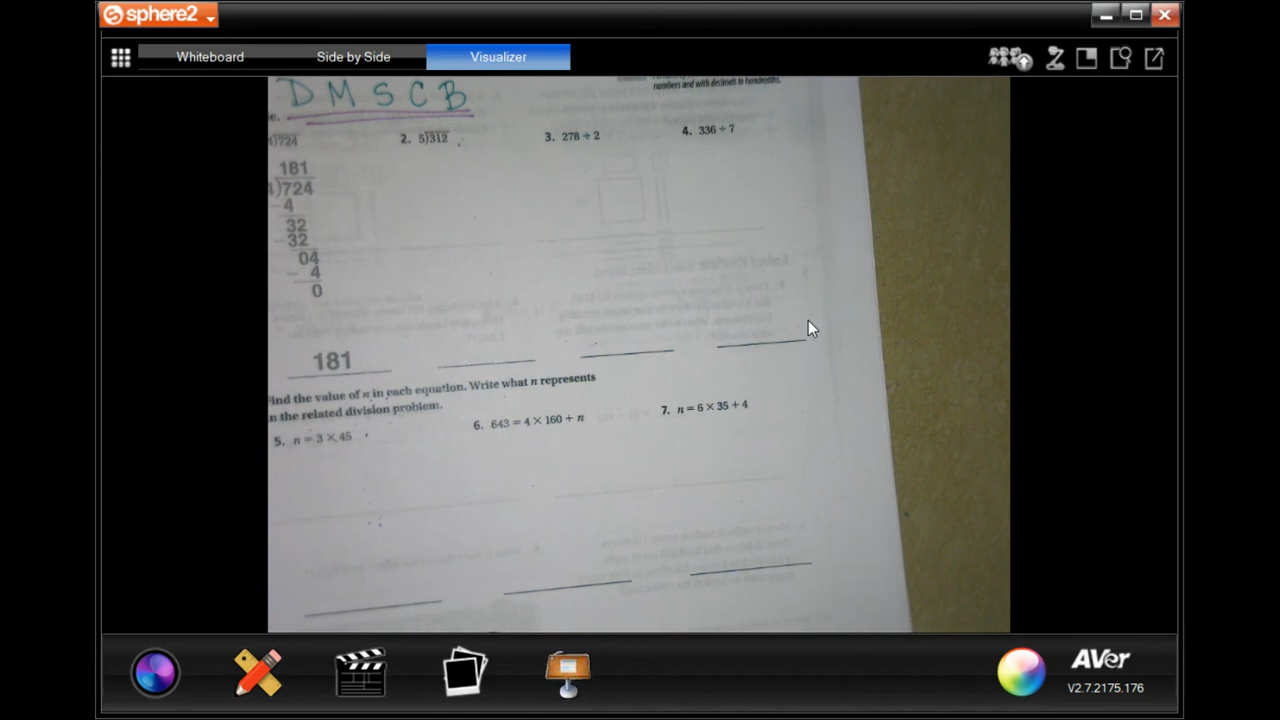 sphere2
Whiteboard Side by Side Visualizer
D M S C B
numbers and with decimals to hundredths.
e.
4)724 2. 5)312 3. 278 ÷ 2 4. 336 ÷ 7
181
4)724
-4
32
-32
04
- 4
0
181
Find the value of n in each equation. Write what n represents
in the related division problem.
5. n = 3 × 45 6. 643 = 4 × 160 + n 7. n = 6 × 35 + 4
AVer
V2.7.2175.176